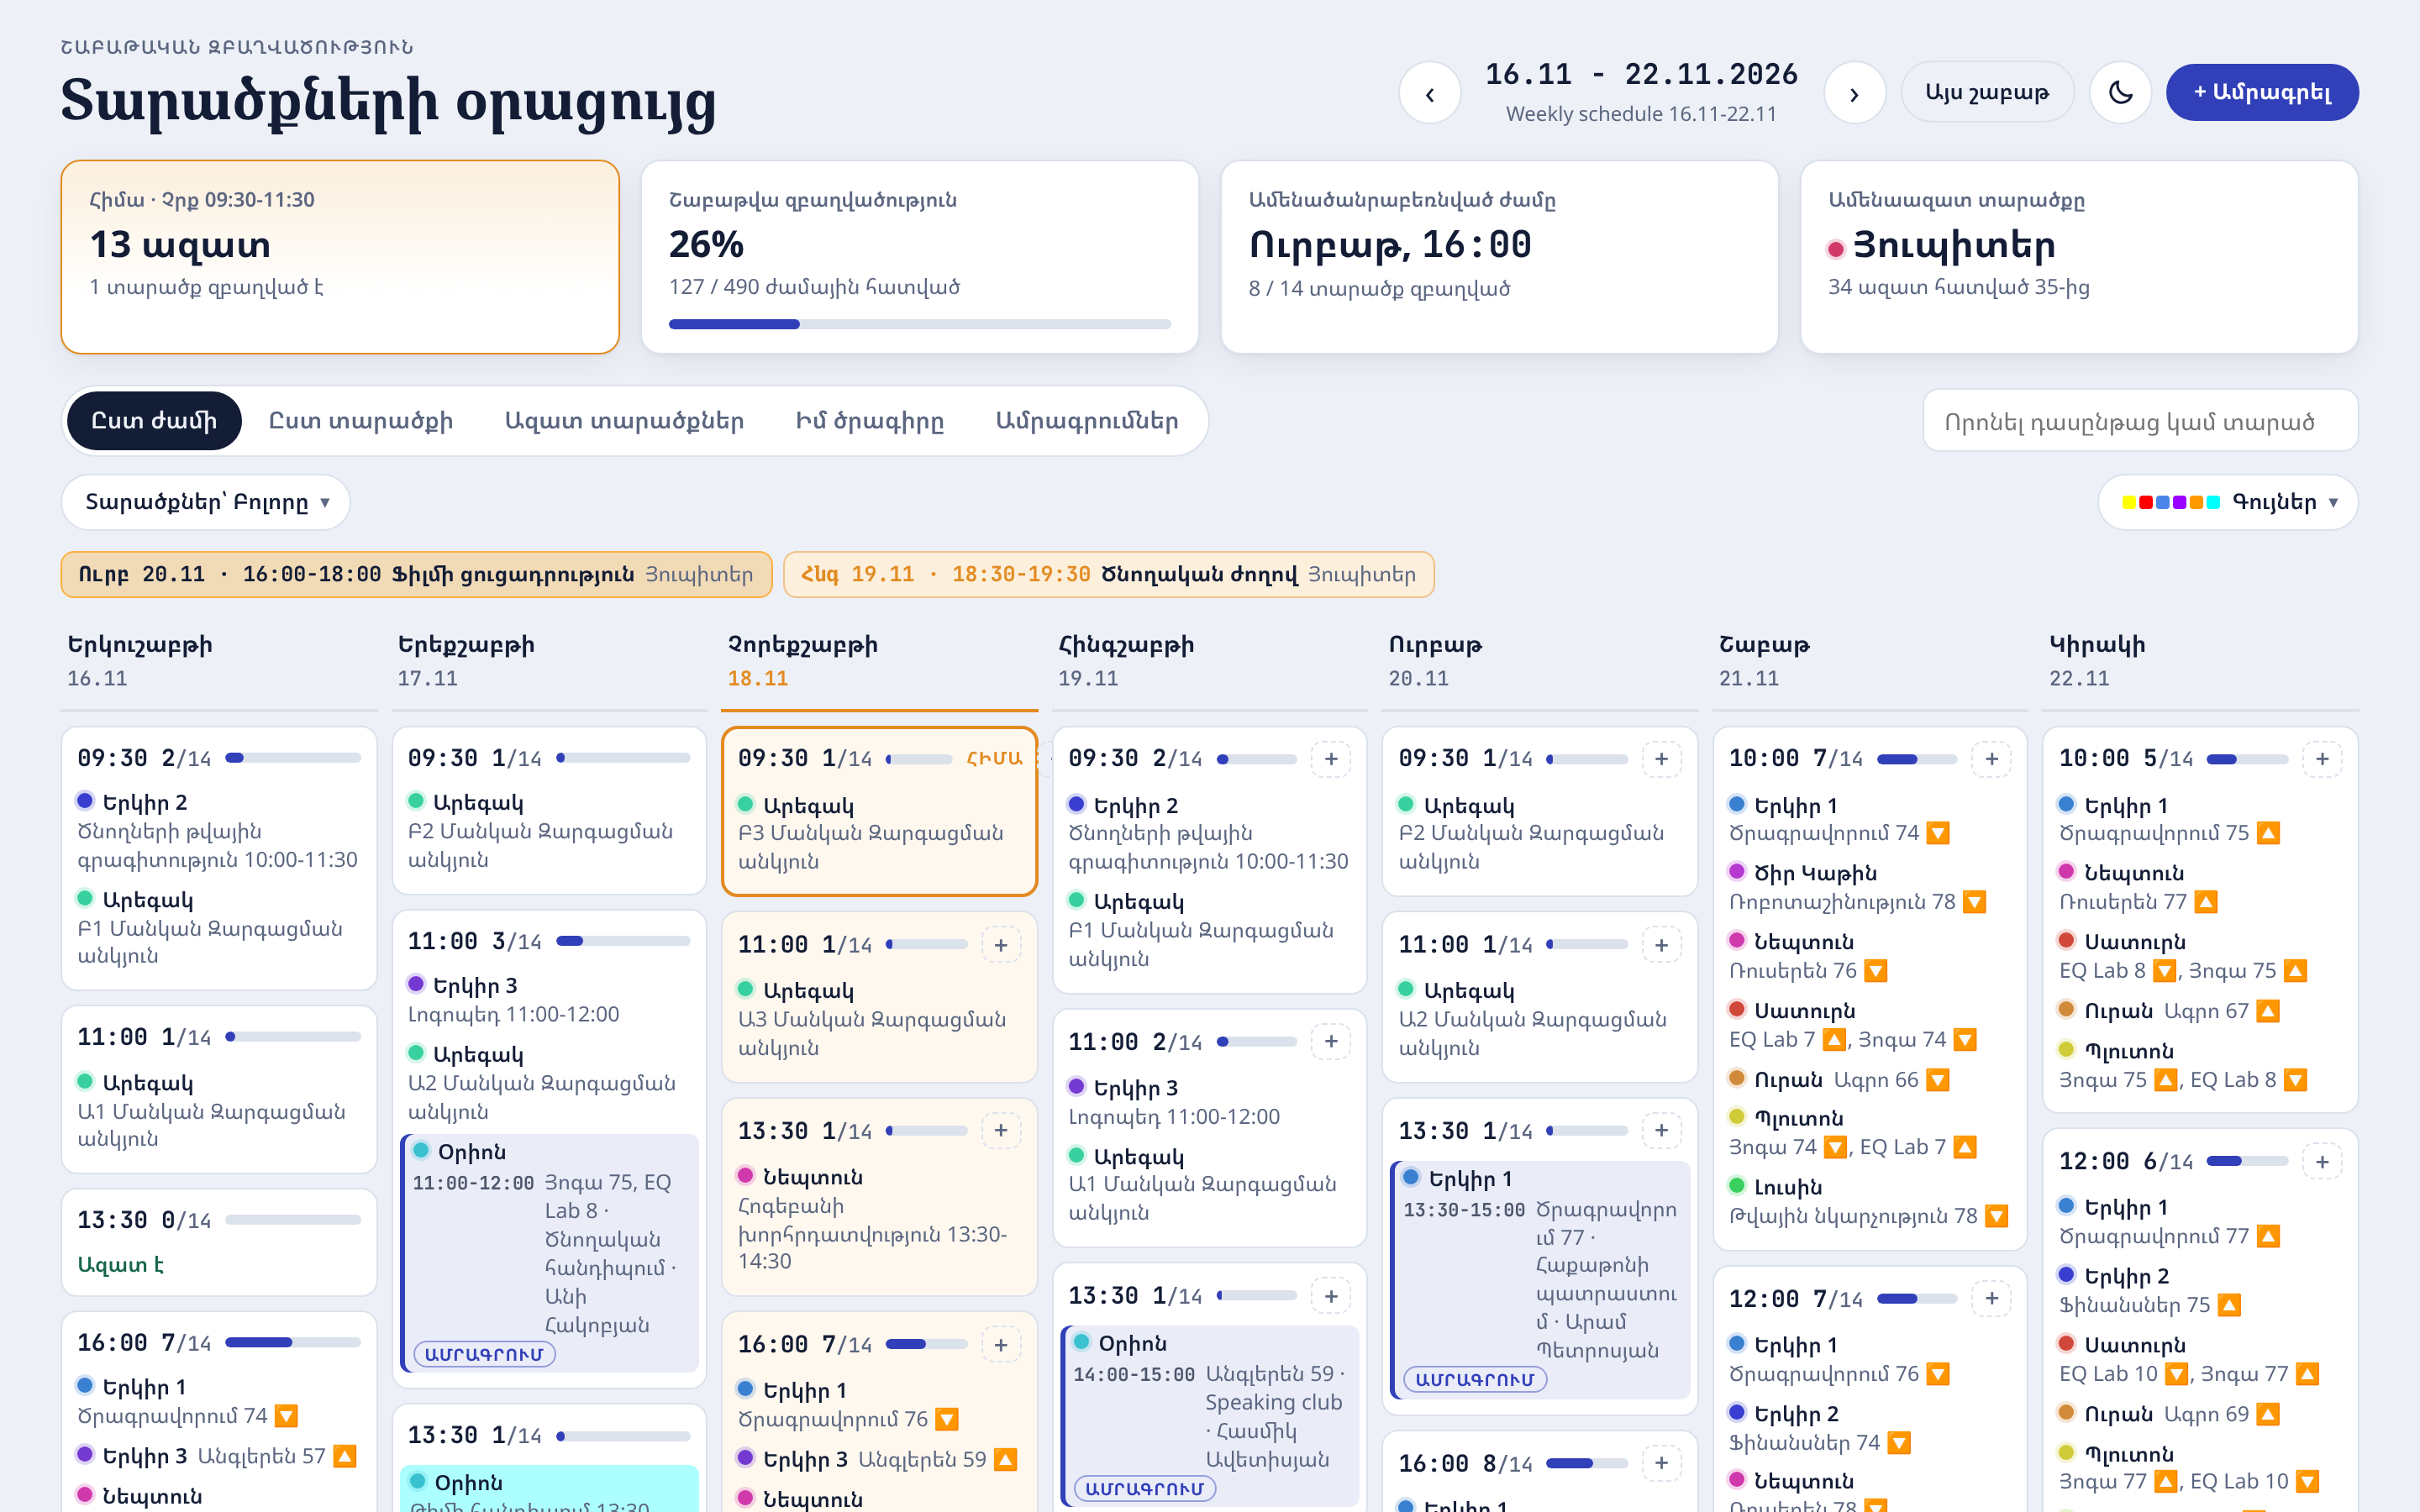 ՇԱԲԱԹԱԿԱՆ ԶԲԱՂՎԱԾՈՒԹՅՈՒՆ
Տարածքների օրացույց
‹
16.11 - 22.11.2026
Weekly schedule 16.11-22.11
›
Այս շաբաթ
+ Ամրագրել
Հիմա · Չրք 09:30-11:30
13 ազատ
1 տարածք զբաղված է
Շաբաթվա զբաղվածություն
26%
127 / 490 ժամային հատված
Ամենածանրաբեռնված ժամը
Ուրբաթ, 16:00
8 / 14 տարածք զբաղված
Ամենաազատ տարածքը
Յուպիտեր
34 ազատ հատված 35-ից
Ըստ ժամի
Ըստ տարածքի
Ազատ տարածքներ
Իմ ծրագիրը
Ամրագրումներ
Որոնել դասընթաց կամ տարած
Տարածքներ՝ Բոլորը ▾
Գույներ ▾
Ուրբ 20.11 · 16:00-18:00 Ֆիլմի ցուցադրություն Յուպիտեր
Հնգ 19.11 · 18:30-19:30 Ծնողական ժողով Յուպիտեր
Երկուշաբթի
16.11
09:30 2/14
Երկիր 2
Ծնողների թվային
գրագիտություն 10:00-11:30
Արեգակ
Բ1 Մանկան Զարգացման
անկյուն
11:00 1/14
Արեգակ
Ա1 Մանկան Զարգացման
անկյուն
13:30 0/14
Ազատ է
16:00 7/14
Երկիր 1
Ծրագրավորում 74 🔽
Երկիր 3 Անգլերեն 57 🔼
Նեպտուն
Երեքշաբթի
17.11
09:30 1/14
Արեգակ
Բ2 Մանկան Զարգացման
անկյուն
11:00 3/14
Երկիր 3
Լոգոպեդ 11:00-12:00
Արեգակ
Ա2 Մանկան Զարգացման
անկյուն
Օրիոն
11:00-12:00 Յոգա 75, EQ
Lab 8 ·
Ծնողական
հանդիպում ·
Անի
Հակոբյան
ԱՄՐԱԳՐՈՒՄ
13:30 1/14
Օրիոն
Թիմի հանդիպում 13:30
Չորեքշաբթի
18.11
09:30 1/14 ՀԻՄԱ
Արեգակ
Բ3 Մանկան Զարգացման
անկյուն
11:00 1/14 +
Արեգակ
Ա3 Մանկան Զարգացման
անկյուն
13:30 1/14 +
Նեպտուն
Հոգեբանի
խորհրդատվություն 13:30-
14:30
16:00 7/14 +
Երկիր 1
Ծրագրավորում 76 🔽
Երկիր 3 Անգլերեն 59 🔼
Նեպտուն
Հինգշաբթի
19.11
09:30 2/14 +
Երկիր 2
Ծնողների թվային
գրագիտություն 10:00-11:30
Արեգակ
Բ1 Մանկան Զարգացման
անկյուն
11:00 2/14 +
Երկիր 3
Լոգոպեդ 11:00-12:00
Արեգակ
Ա1 Մանկան Զարգացման
անկյուն
13:30 1/14 +
Օրիոն
14:00-15:00 Անգլերեն 59 ·
Speaking club
· Հասմիկ
Ավետիսյան
ԱՄՐԱԳՐՈՒՄ
Ուրբաթ
20.11
09:30 1/14 +
Արեգակ
Բ2 Մանկան Զարգացման
անկյուն
11:00 1/14 +
Արեգակ
Ա2 Մանկան Զարգացման
անկյուն
13:30 1/14 +
Երկիր 1
13:30-15:00 Ծրագրավորո
ւմ 77 ·
Հաքաթոնի
պատրաստու
մ · Արամ
Պետրոսյան
ԱՄՐԱԳՐՈՒՄ
16:00 8/14 +
Երկիր 1
Շաբաթ
21.11
10:00 7/14 +
Երկիր 1
Ծրագրավորում 74 🔽
Ծիր Կաթին
Ռոբոտաշինություն 78 🔽
Նեպտուն
Ռուսերեն 76 🔽
Սատուրն
EQ Lab 7 🔼, Յոգա 74 🔽
Ուրան Ագրո 66 🔽
Պլուտոն
Յոգա 74 🔽, EQ Lab 7 🔼
Լուսին
Թվային նկարչություն 78 🔽
12:00 7/14 +
Երկիր 1
Ծրագրավորում 76 🔽
Երկիր 2
Ֆինանսներ 74 🔽
Նեպտուն
Ռուսերեն 78 🔽
Կիրակի
22.11
10:00 5/14 +
Երկիր 1
Ծրագրավորում 75 🔼
Նեպտուն
Ռուսերեն 77 🔼
Սատուրն
EQ Lab 8 🔽, Յոգա 75 🔼
Ուրան Ագրո 67 🔼
Պլուտոն
Յոգա 75 🔼, EQ Lab 8 🔽
12:00 6/14 +
Երկիր 1
Ծրագրավորում 77 🔼
Երկիր 2
Ֆինանսներ 75 🔼
Սատուրն
EQ Lab 10 🔽, Յոգա 77 🔼
Ուրան Ագրո 69 🔼
Պլուտոն
Յոգա 77 🔼, EQ Lab 10 🔽